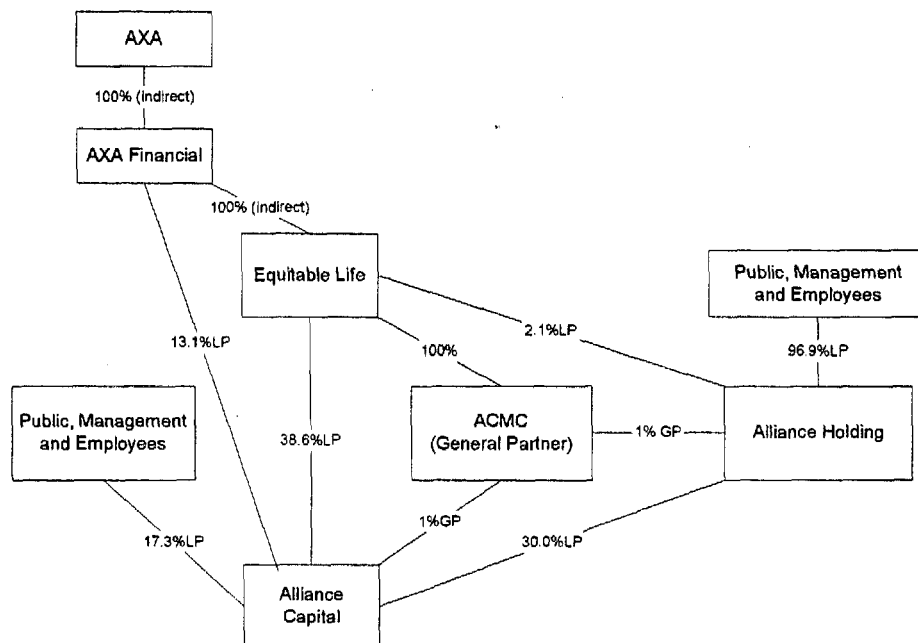 AXA
100% (indirect)
AXA Financial
100% (indirect)
Equitable Life
Public, Management
and Employees
13.1%LP
2.1%LP
96.9%LP
100%
Public, Management
and Employees
38.6%LP
ACMC
(General Partner)
1% GP
Alliance Holding
17.3%LP
1%GP
30.0%LP
Alliance
Capital